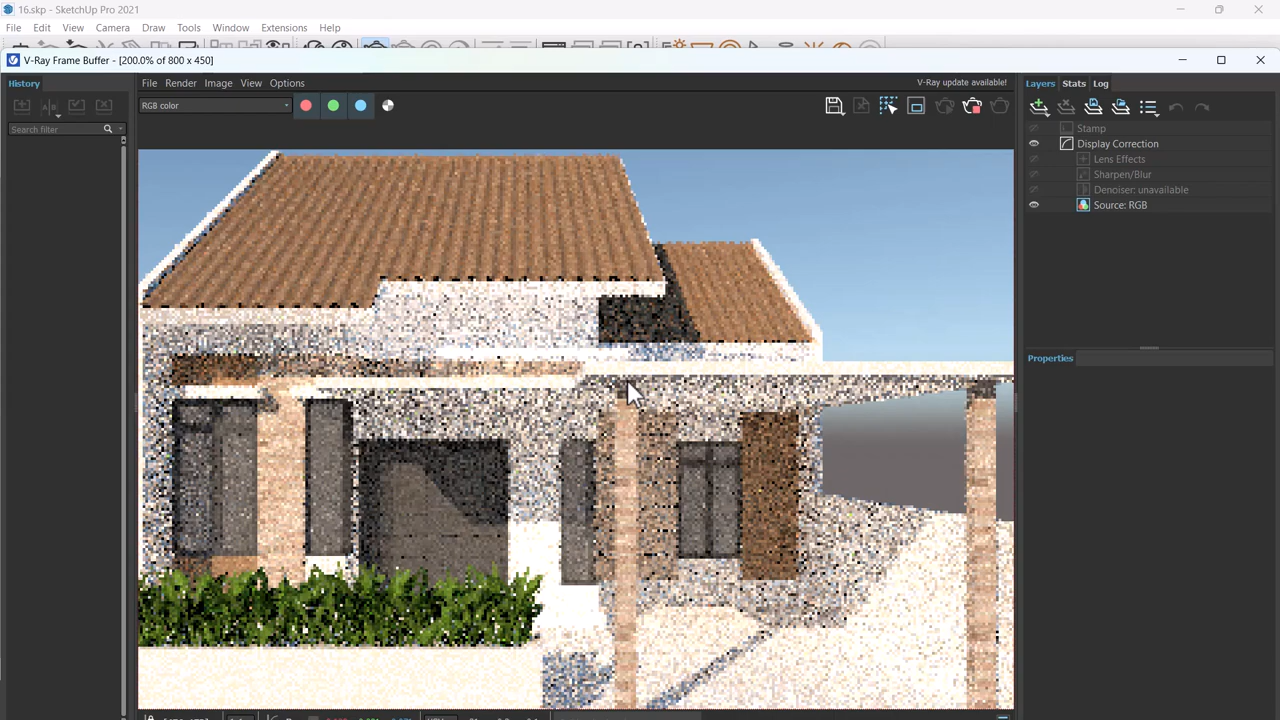 16.skp - SketchUp Pro 2021
File Edit View Camera Draw Tools Window Extensions Help
V-Ray Frame Buffer - [200.0% of 800 x 450]
History File Render Image View Options V-Ray update available! Layers Stats Log
RGB color
Search filter
Stamp
Display Correction
Lens Effects
Sharpen/Blur
Denoiser: unavailable
Source: RGB
Properties